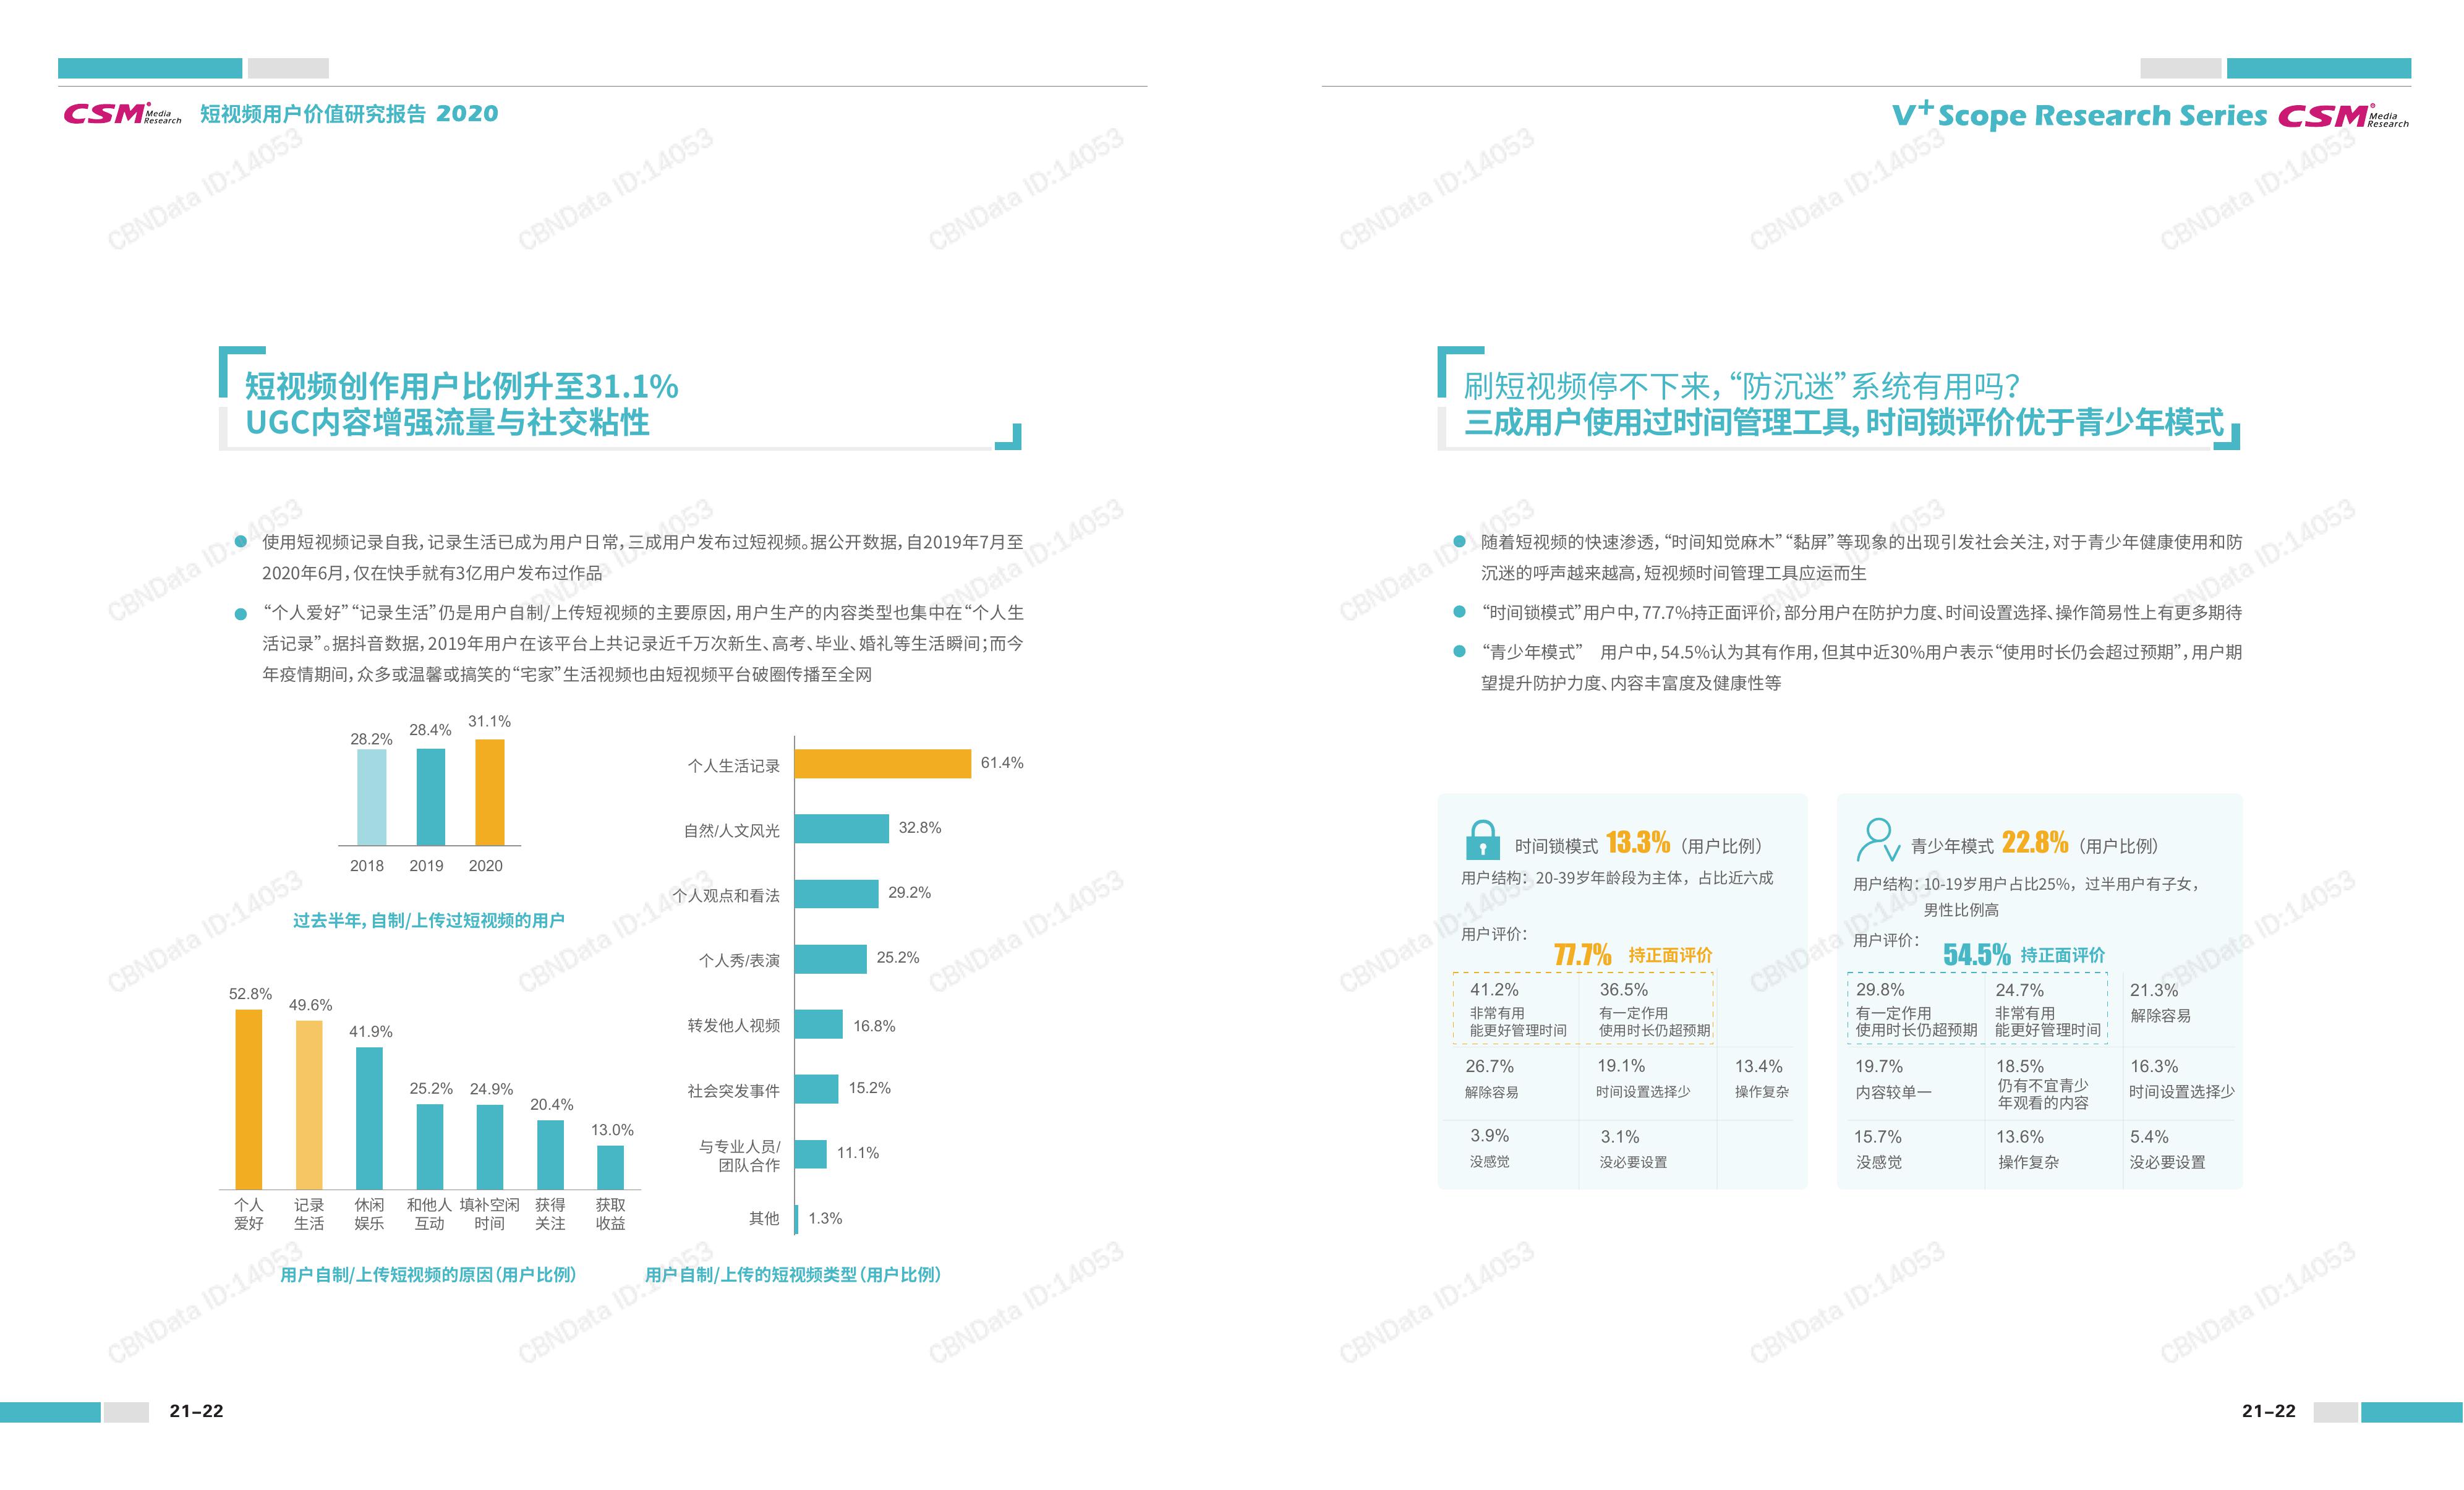 CSM Media Research 短视频用户价值研究报告 2020
V+Scope Research Series CSM Media Research
短视频创作用户比例升至31.1%
UGC内容增强流量与社交粘性
使用短视频记录自我,记录生活已成为用户日常,三成用户发布过短视频。据公开数据,自2019年7月至
2020年6月,仅在快手就有3亿用户发布过作品
“个人爱好”“记录生活”仍是用户自制/上传短视频的主要原因,用户生产的内容类型也集中在“个人生
活记录”。据抖音数据,2019年用户在该平台上共记录近千万次新生、高考、毕业、婚礼等生活瞬间;而今
年疫情期间,众多或温馨或搞笑的“宅家”生活视频也由短视频平台破圈传播至全网
28.2%
28.4%
31.1%
2018
2019
2020
过去半年,自制/上传过短视频的用户
52.8%
49.6%
41.9%
25.2%
24.9%
20.4%
13.0%
个人
爱好
记录
生活
休闲
娱乐
和他人
互动
填补空闲
时间
获得
关注
获取
收益
用户自制/上传短视频的原因(用户比例)
个人生活记录 61.4%
自然/人文风光 32.8%
个人观点和看法 29.2%
个人秀/表演 25.2%
转发他人视频 16.8%
社会突发事件 15.2%
与专业人员/
团队合作 11.1%
其他 1.3%
用户自制/上传的短视频类型(用户比例)
21-22
刷短视频停不下来,“防沉迷”系统有用吗?
三成用户使用过时间管理工具,时间锁评价优于青少年模式
随着短视频的快速渗透,“时间知觉麻木”“黏屏”等现象的出现引发社会关注,对于青少年健康使用和防
沉迷的呼声越来越高,短视频时间管理工具应运而生
“时间锁模式”用户中,77.7%持正面评价,部分用户在防护力度、时间设置选择、操作简易性上有更多期待
“青少年模式” 用户中,54.5%认为其有作用,但其中近30%用户表示“使用时长仍会超过预期”,用户期
望提升防护力度、内容丰富度及健康性等
时间锁模式 13.3%(用户比例)
用户结构:20-39岁年龄段为主体,占比近六成
用户评价:
77.7% 持正面评价
41.2%
非常有用
能更好管理时间
36.5%
有一定作用
使用时长仍超预期
26.7%
解除容易
19.1%
时间设置选择少
13.4%
操作复杂
3.9%
没感觉
3.1%
没必要设置
青少年模式 22.8%(用户比例)
用户结构:10-19岁用户占比25%,过半用户有子女,
男性比例高
用户评价:
54.5% 持正面评价
29.8%
有一定作用
使用时长仍超预期
24.7%
非常有用
能更好管理时间
21.3%
解除容易
19.7%
内容较单一
18.5%
仍有不宜青少
年观看的内容
16.3%
时间设置选择少
15.7%
没感觉
13.6%
操作复杂
5.4%
没必要设置
21-22
CBNData ID:14053